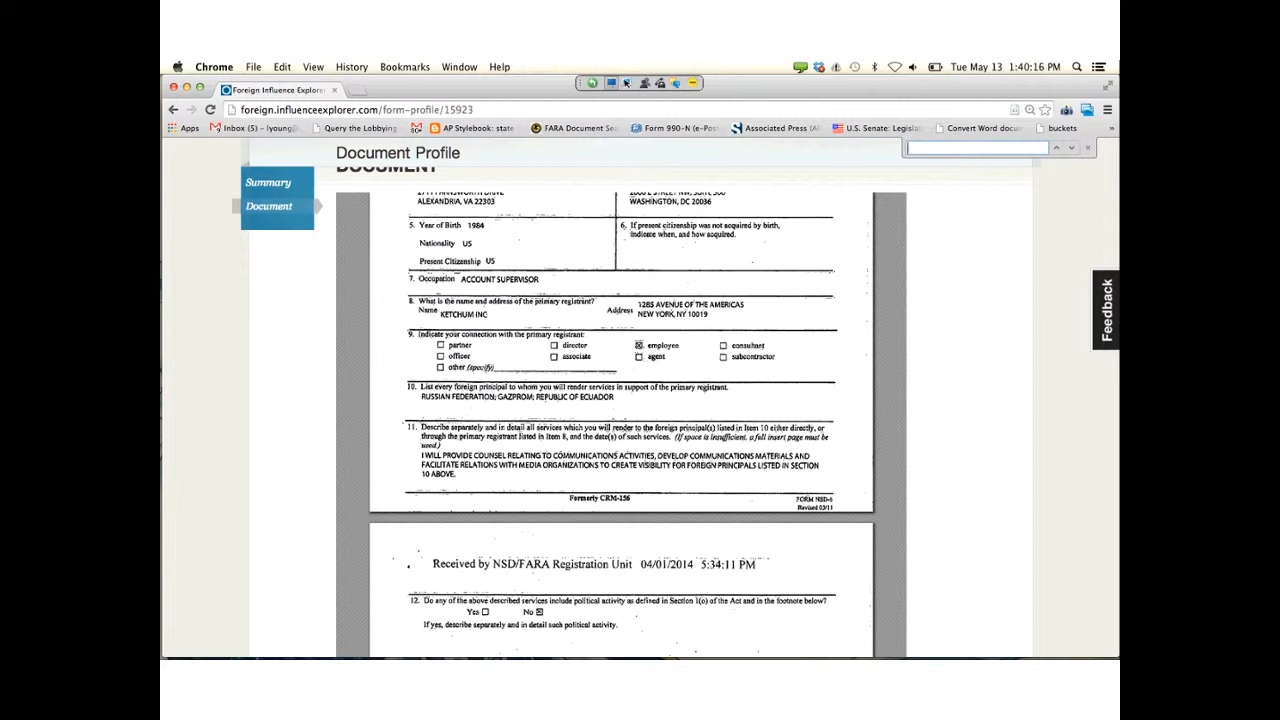 Chrome File Edit View History Bookmarks Window Help
Tue May 13 1:40:16 PM
Foreign Influence Explorer
foreign.influenceexplorer.com/form-profile/15923
Apps Inbox (5) – lyoung@ Query the Lobbying AP Stylebook: state FARA Document Sea Form 990-N (e-Post Associated Press (A U.S. Senate: Legislat Convert Word docun buckets
Document Profile
DOCUMENT
Summary
Document
ALEXANDRIA, VA 22303
WASHINGTON, DC 20036
5. Year of Birth 1984
Nationality US
Present Citizenship US
6. If present citizenship was not acquired by birth,
indicate when, and how acquired.
7. Occupation ACCOUNT SUPERVISOR
8. What is the name and address of the primary registrant?
Name KETCHUM INC
Address 1285 AVENUE OF THE AMERICAS
NEW YORK, NY 10019
9. Indicate your connection with the primary registrant:
partner director employee consultant
officer associate agent subcontractor
other (specify)
10. List every foreign principal to whom you will render services in support of the primary registrant.
RUSSIAN FEDERATION; GAZPROM; REPUBLIC OF ECUADOR
11. Describe separately and in detail all services which you will render to the foreign principal(s) listed in Item 10 either directly, or
through the primary registrant listed in Item 8, and the date(s) of such services. (If space is insufficient, a full insert page must be
used.)
I WILL PROVIDE COUNSEL RELATING TO COMMUNICATIONS ACTIVITIES, DEVELOP COMMUNICATIONS MATERIALS AND
FACILITATE RELATIONS WITH MEDIA ORGANIZATIONS TO CREATE VISIBILITY FOR FOREIGN PRINCIPALS LISTED IN SECTION
10 ABOVE.
Formerly CRM-156
FORM NSD-6
Revised 03/11
Received by NSD/FARA Registration Unit 04/01/2014 5:34:11 PM
12. Do any of the above described services include political activity as defined in Section 1(o) of the Act and in the footnote below?
Yes No
If yes, describe separately and in detail such political activity.
Feedback